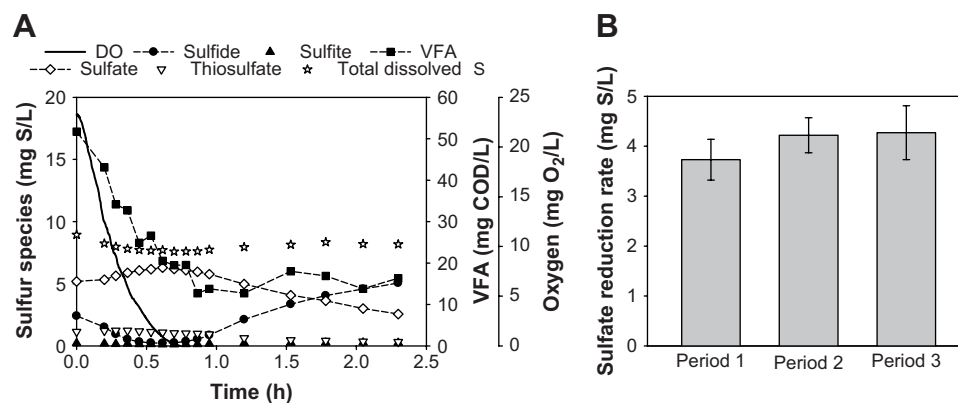 A
DO Sulfide Sulfite VFA
Sulfate Thiosulfate Total dissolved S
Sulfur species (mg S/L)
20
15
10
5
0
0.0 0.5 1.0 1.5 2.0 2.5
Time (h)
60
50
40
30
20
10
0
VFA (mg COD/L)
25
20
15
10
5
0
Oxygen (mg O₂/L)
B
Sulfate reduction rate (mg S/L)
5
4
3
2
1
0
Period 1 Period 2 Period 3